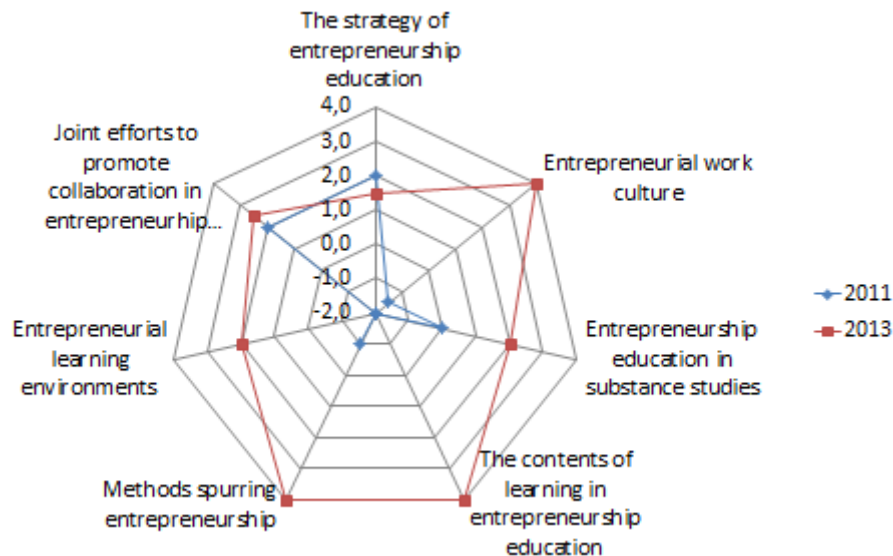 The strategy of
entrepreneurship
education
4,0
3,0
2,0
1,0
0,0
-1,0
-2,0
Entrepreneurial work
culture
Entrepreneurship
education in
substance studies
The contents of
learning in
entrepreneurship
education
Methods spurring
entrepreneurship
Entrepreneurial
learning
environments
Joint efforts to
promote
collaboration in
entrepreneurhip...
2011
2013